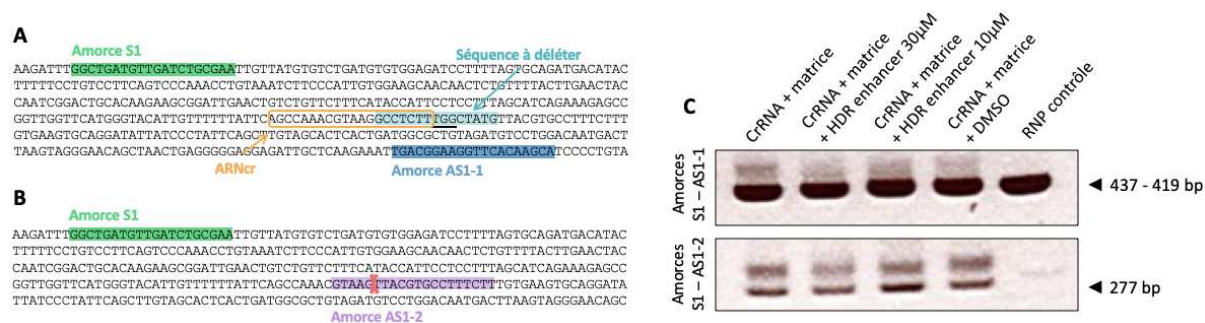 A
Amorce S1
Séquence à déléter
AAGATTTGGCTGATGTTGATCTGCGAATTGTTATGTGTCTGATGTGTGGAGATCCTTTTAGTGCAGATGACATAC
TTTTTCCTGTCCTTCAGTCCCAAACCTGTAAATCTTCCCATTGTGGAAGCAACAACTCTGTTTTACTTGAACTAC
CAATCGGACTGCACAAGAAGCGGATTGAACTGTCTGTTCTTTCATACCATTCCTCCTTTAGCATCAGAAAGAGCC
GGTTGGTTCATGGGTACATTGTTTTTTATTCAGCCAAACGTAAGGCCTCTTTGGCTATGTTACGTGCCTTTCTTT
GTGAAGTGCAGGATATTATCCCTATTCAGCTTGTAGCACTCACTGATGGCGCTGTAGATGTCCTGGACAATGACT
TAAGTAGGGAACAGCTAACTGAGGGGGAGGAGATTGCTCAAGAAATTGACGGAAGGTTCACAAGCATCCCCTGTA
ARNcr
Amorce AS1-1
B
Amorce S1
AAGATTTGGCTGATGTTGATCTGCGAATTGTTATGTGTCTGATGTGTGGAGATCCTTTTAGTGCAGATGACATAC
TTTTTCCTGTCCTTCAGTCCCAAACCTGTAAATCTTCCCATTGTGGAAGCAACAACTCTGTTTTACTTGAACTAC
CAATCGGACTGCACAAGAAGCGGATTGAACTGTCTGTTCTTTCATACCATTCCTCCTTTAGCATCAGAAAGAGCC
GGTTGGTTCATGGGTACATTGTTTTTTATTCAGCCAAACGTAAGTTACGTGCCTTTCTTTGTGAAGTGCAGGATA
TTATCCCTATTCAGCTTGTAGCACTCACTGATGGCGCTGTAGATGTCCTGGACAATGACTTAAGTAGGGAACAGC
Amorce AS1-2
C
CrRNA + matrice
CrRNA + matrice
+ HDR enhancer 30µM
CrRNA + matrice
+ HDR enhancer 10µM
CrRNA + matrice
+ DMSO
RNP contrôle
Amorces
S1 – AS1-1
437 - 419 bp
Amorces
S1 – AS1-2
277 bp